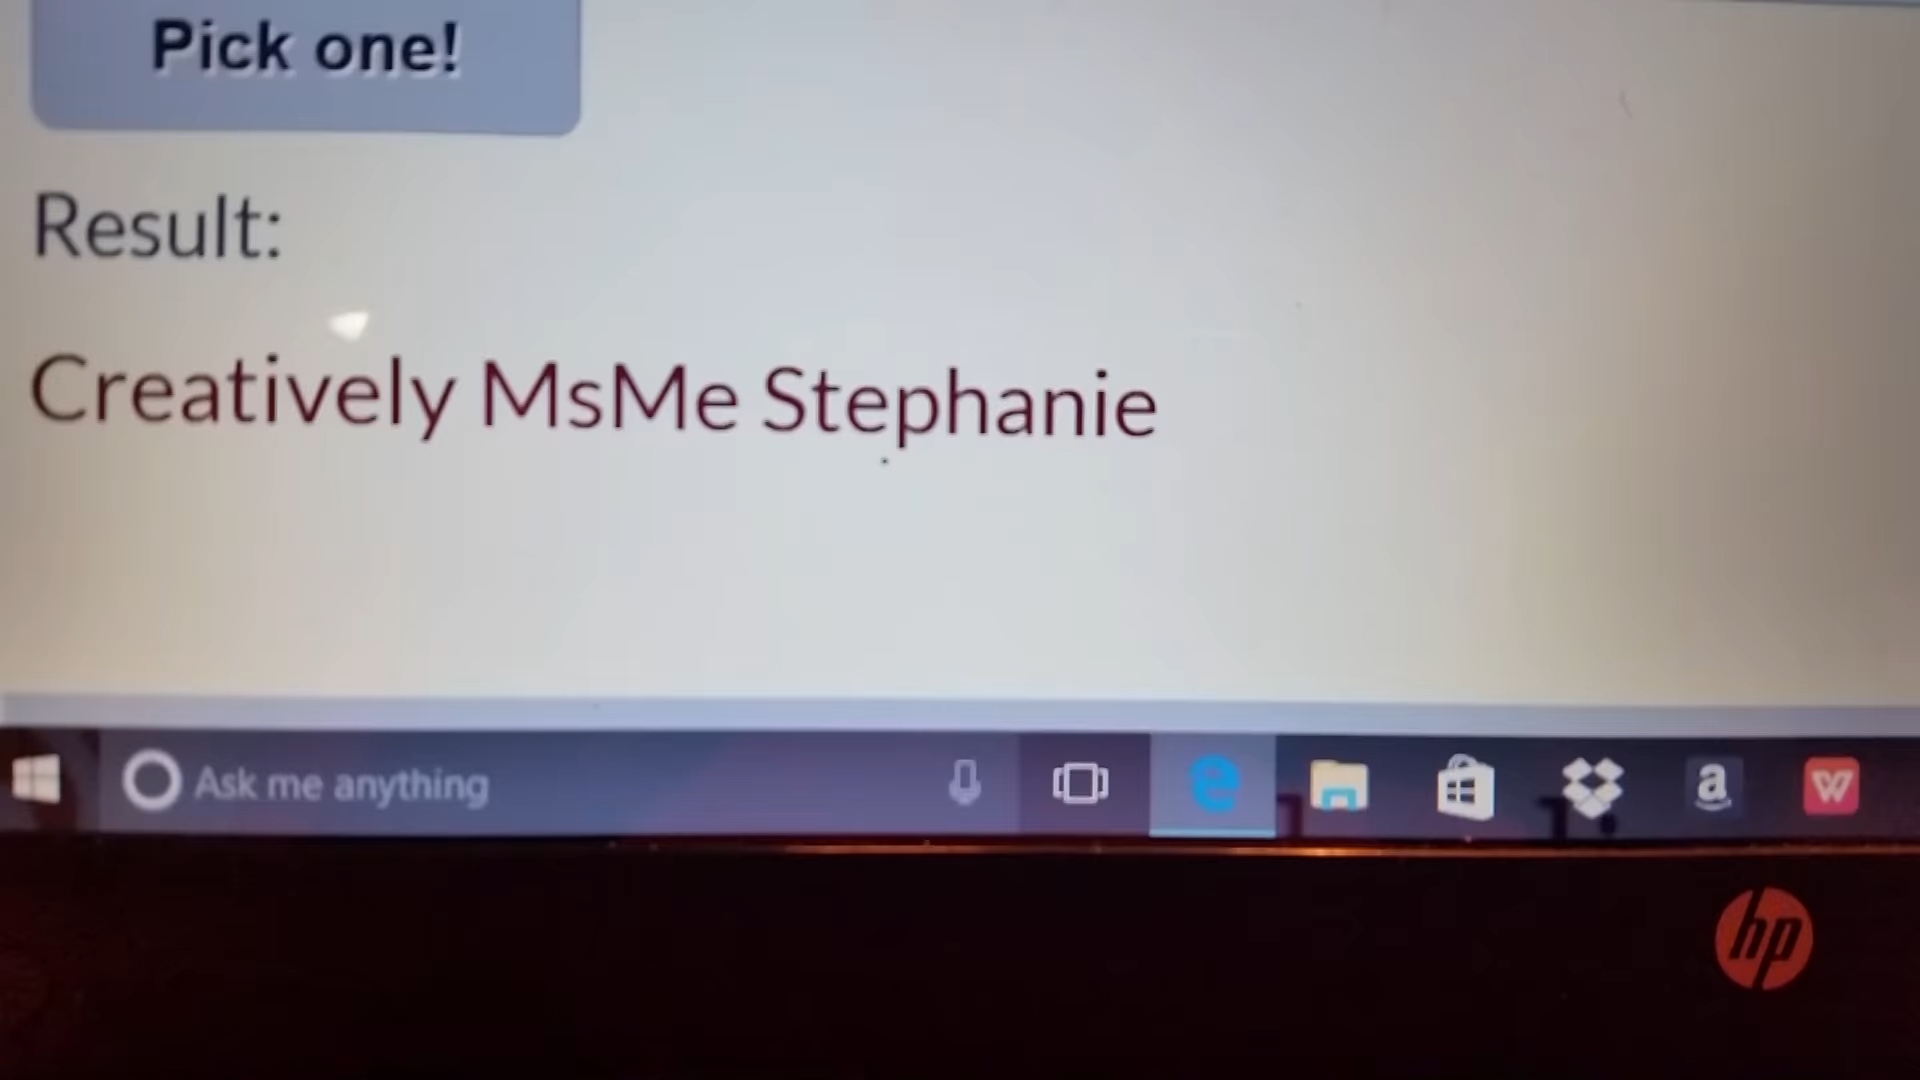 Pick one!
Result:
Creatively MsMe Stephanie
Ask me anything
e
a
W
hp